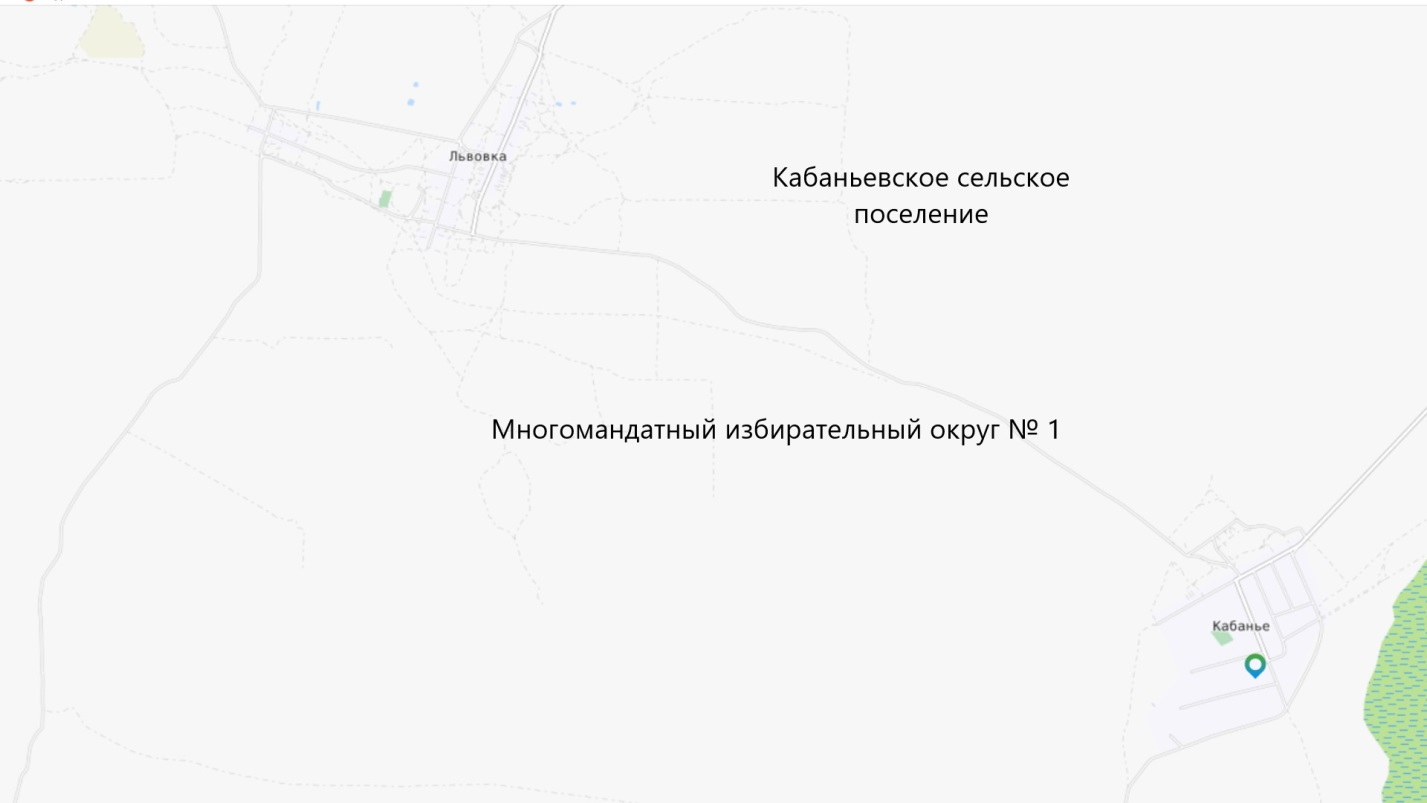 Львовка
Кабаньевское сельское
поселение
Многомандатный избирательный округ № 1
Кабанье